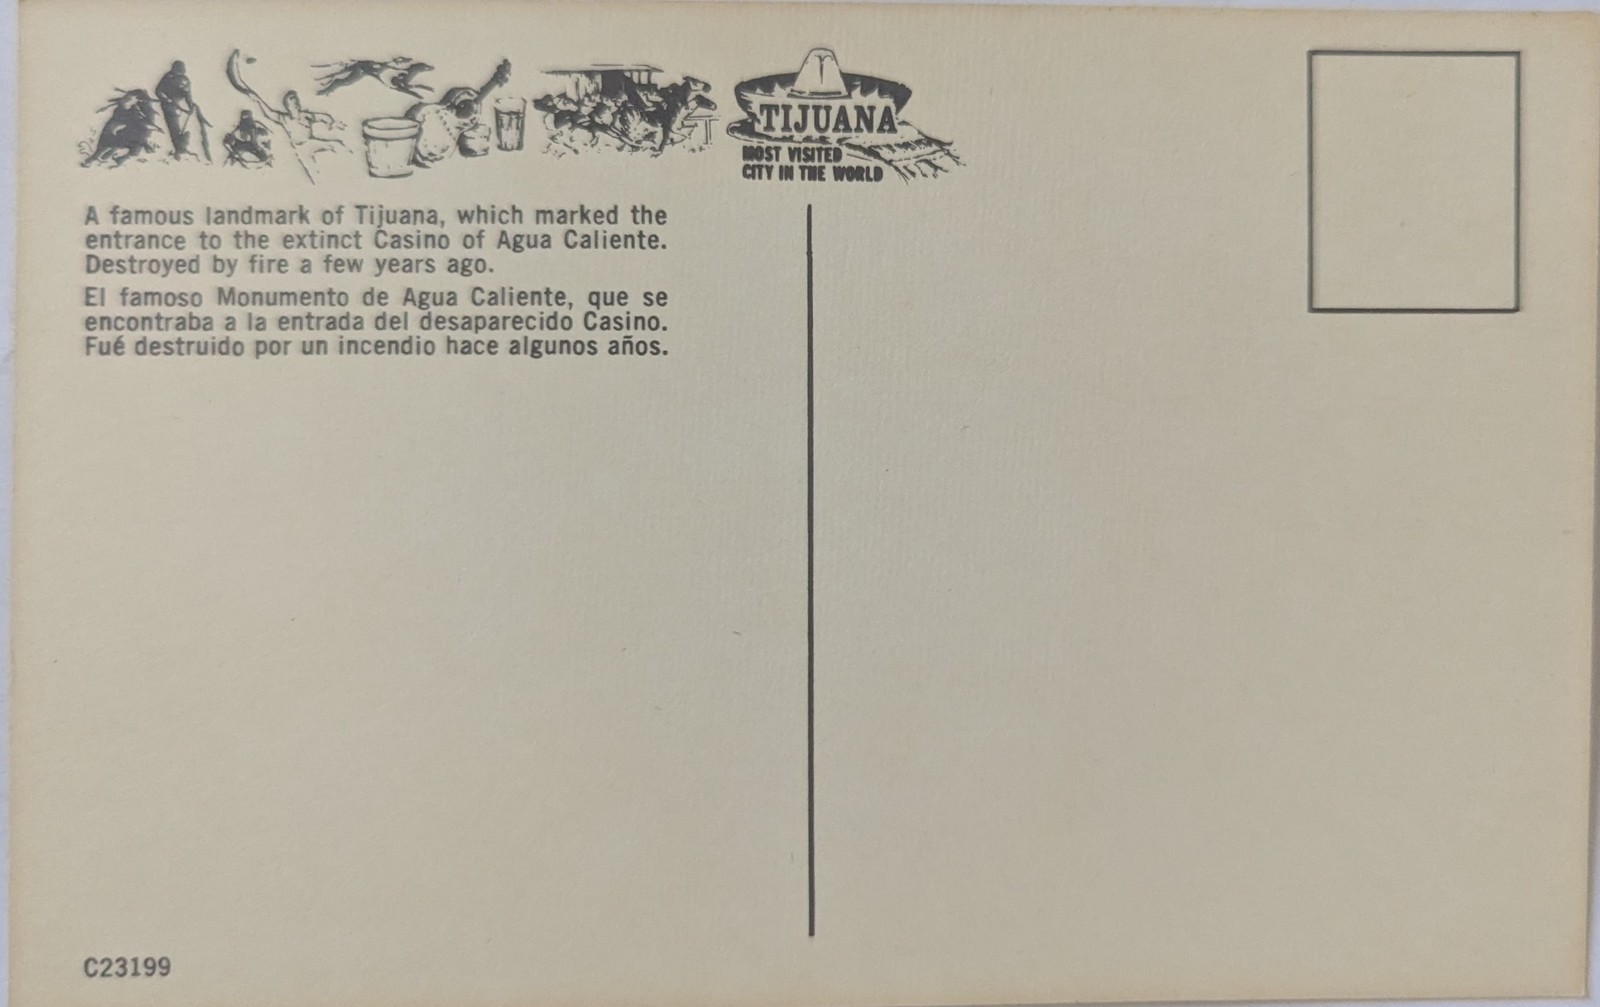 TIJUANA
MOST VISITED
CITY IN THE WORLD
A famous landmark of Tijuana, which marked the
entrance to the extinct Casino of Agua Caliente.
Destroyed by fire a few years ago.
El famoso Monumento de Agua Caliente, que se
encontraba a la entrada del desaparecido Casino.
Fué destruido por un incendio hace algunos años.
C23199